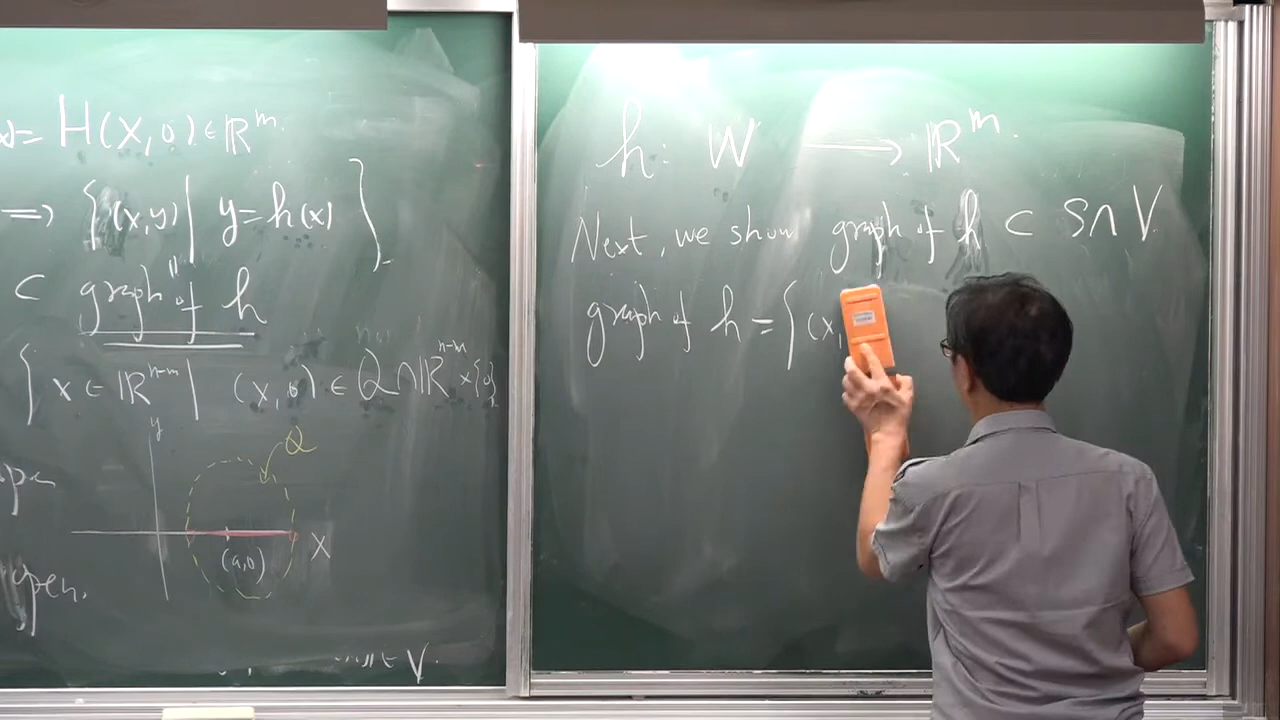 = H(x,0) ∈ ℝ^m.
⇒ {(x,y) | y=h(x)}
⊂ graph of h
{ x ∈ ℝ^{n-m} | (x,0) ∈ Q∩ℝ^{n-m}×{0}
y
Q
(a,0)
X
open.
∈ V.
h: W ⟶ ℝ^m.
Next, we show graph of h ⊂ S∩V
graph of h = { (x,